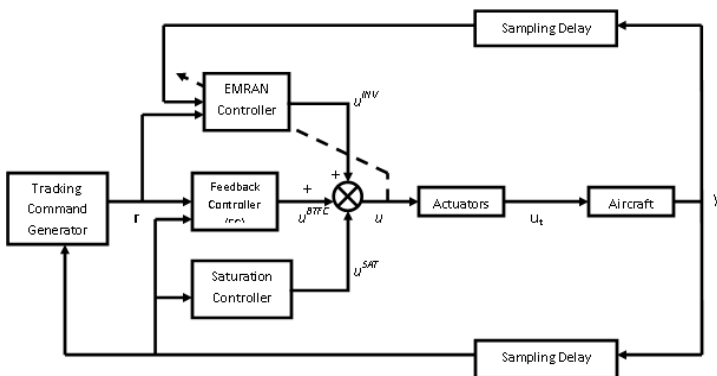 Sampling Delay
EMRAN
Controller
u^INV
+
Tracking
Command
Generator
r
Feedback
Controller
+
u^BTFC
u
Actuators
u_t
Aircraft
y
u^SAT
Saturation
Controller
Sampling Delay